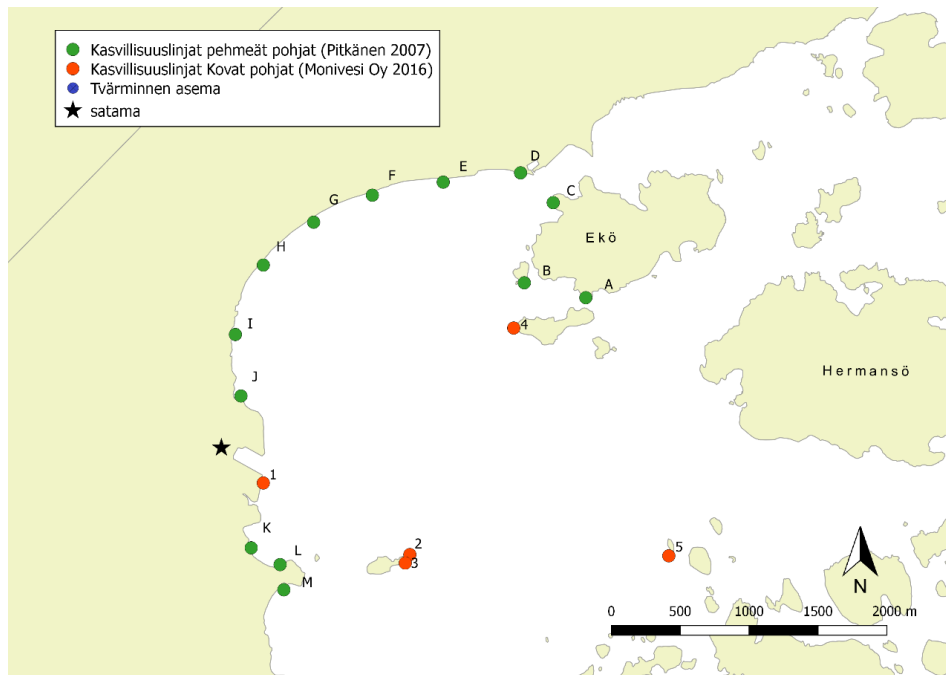 Kasvillisuuslinjat pehmeät pohjat (Pitkänen 2007)
Kasvillisuuslinjat Kovat pohjat (Monivesi Oy 2016)
Tvärminnen asema
satama
D
E
F
C
G
Ekö
H
B
A
4
I
Hermansö
J
1
K
2
5
L
3
M
N
0 500 1000 1500 2000 m